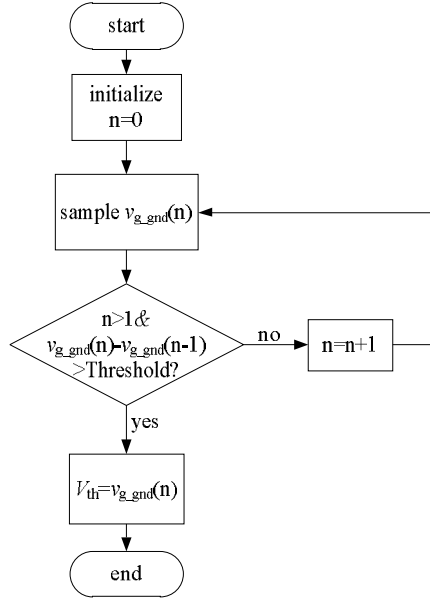 start
initialize
n=0
sample v_g_gnd(n)
n>1&
v_g_gnd(n)-v_g_gnd(n-1)
>Threshold?
no
n=n+1
yes
V_th=v_g_gnd(n)
end